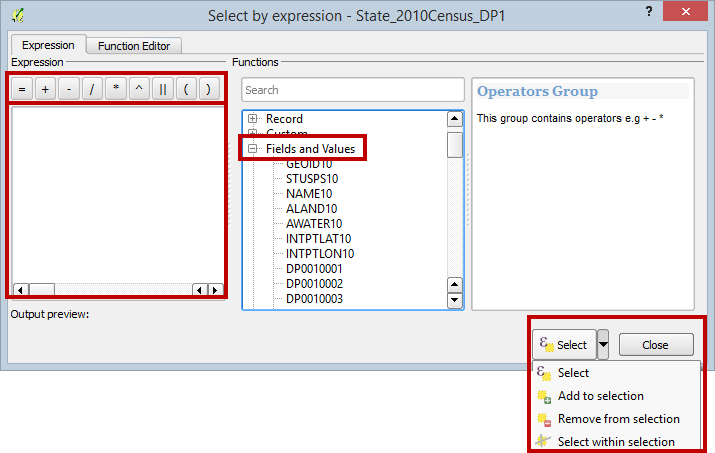 Select by expression - State_2010Census_DP1
? ×
Expression Function Editor
Expression
Functions
= + - / * ^ || ( )
Search
Record
Custom
Fields and Values
GEOID10
STUSPS10
NAME10
ALAND10
AWATER10
INTPTLAT10
INTPTLON10
DP0010001
DP0010002
DP0010003
Operators Group
This group contains operators e.g + - *
Output preview:
Select
Close
Select
Add to selection
Remove from selection
Select within selection